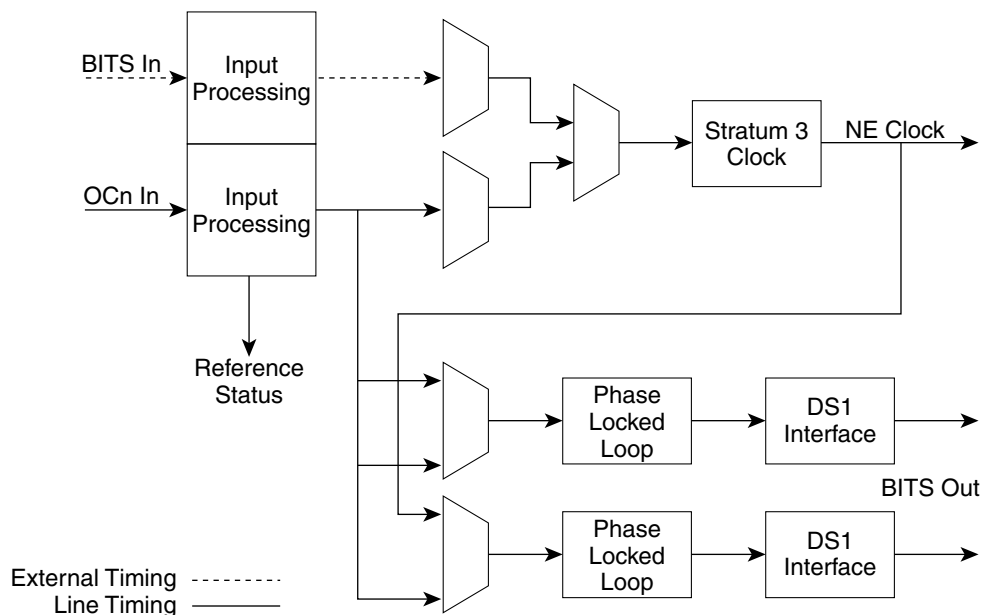 BITS In
Input
Processing
OCn In
Input
Processing
Reference
Status
Stratum 3
Clock
NE Clock
Phase
Locked
Loop
DS1
Interface
BITS Out
Phase
Locked
Loop
DS1
Interface
External Timing
Line Timing